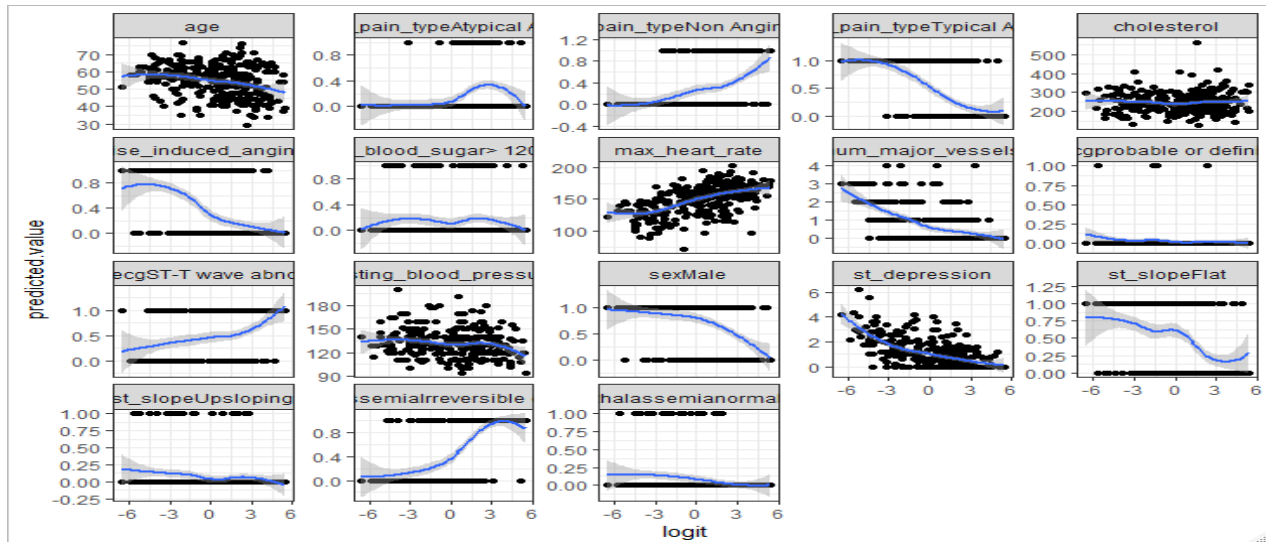 age _pain_typeAtypical A pain_typeNon Angin _pain_typeTypical A cholesterol
70 60 50 40 30
0.8 0.4 0.0
1.2 0.8 0.4 0.0 -0.4
1.0 0.5 0.0
500 400 300 200
se_induced_angin _blood_sugar> 120 max_heart_rate um_major_vessels cgprobable or defini
0.8 0.4 0.0
0.8 0.6 0.4 0.2 0.0
200 150 100
4 3 2 1 0
1.00 0.75 0.50 0.25 0.00
ecgST-T wave abno sting_blood_pressu sexMale st_depression st_slopeFlat
1.0 0.5 0.0
180 150 120 90
1.0 0.5 0.0
6 4 2 0
1.25 1.00 0.75 0.50 0.25 0.00
-6 -3 0 3 6
-6 -3 0 3 6
st_slopeUpsloping semiaIrreversible halassemianormal
1.00 0.75 0.50 0.25 0.00 -0.25
0.8 0.4 0.0
1.00 0.75 0.50 0.25 0.00
-6 -3 0 3 6
-6 -3 0 3 6
-6 -3 0 3 6
predicted.value
logit